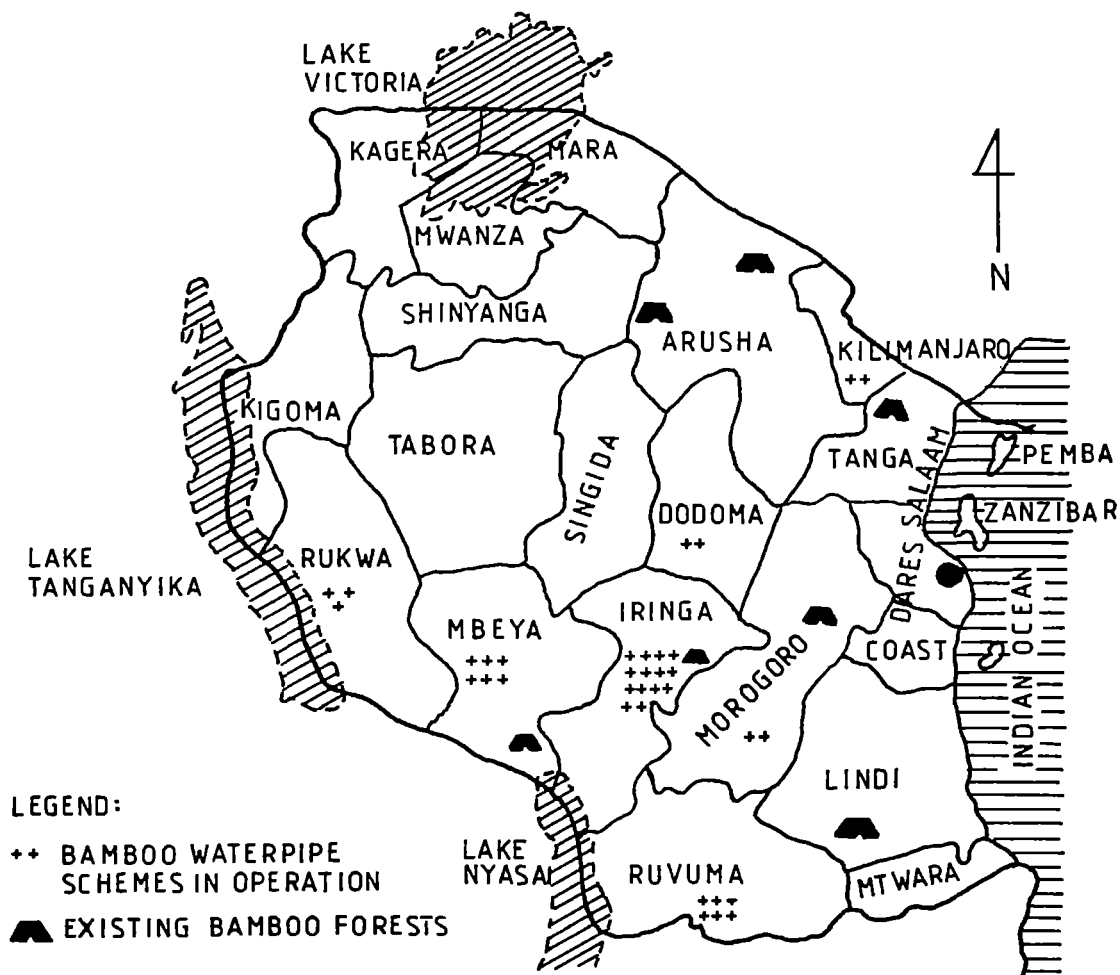 LAKE
VICTORIA
KAGERA
MARA
MWANZA
N
SHINYANGA
ARUSHA
KILIMANJARO
++
KIGOMA
TABORA
SINGIDA
TANGA
DARES SALAAM
PEMBA
ZANZIBAR
DODOMA
++
LAKE
TANGANYIKA
RUKWA
++
+
MBEYA
+++
+++
IRINGA
++++
++++
++++
+++
COAST
INDIAN OCEAN
MOROGORO
++
LINDI
LEGEND:
++ BAMBOO WATERPIPE
SCHEMES IN OPERATION
EXISTING BAMBOO FORESTS
LAKE
NYASA
RUVUMA
+++
+++
MTWARA